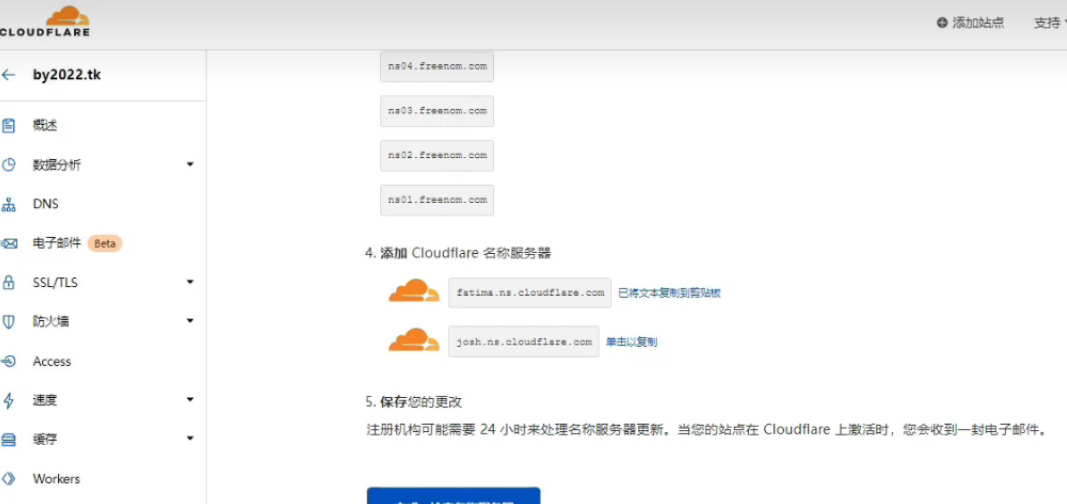 CLOUDFLARE
添加站点
支持
by2022.tk
概述
数据分析
DNS
电子邮件 Beta
SSL/TLS
防火墙
Access
速度
缓存
Workers
ns04.freenom.com
ns03.freenom.com
ns02.freenom.com
ns01.freenom.com
4. 添加 Cloudflare 名称服务器
fatima.ns.cloudflare.com 已将文本复制到剪贴板
josh.ns.cloudflare.com 单击以复制
5. 保存您的更改
注册机构可能需要 24 小时来处理名称服务器更新。当您的站点在 Cloudflare 上激活时，您会收到一封电子邮件。